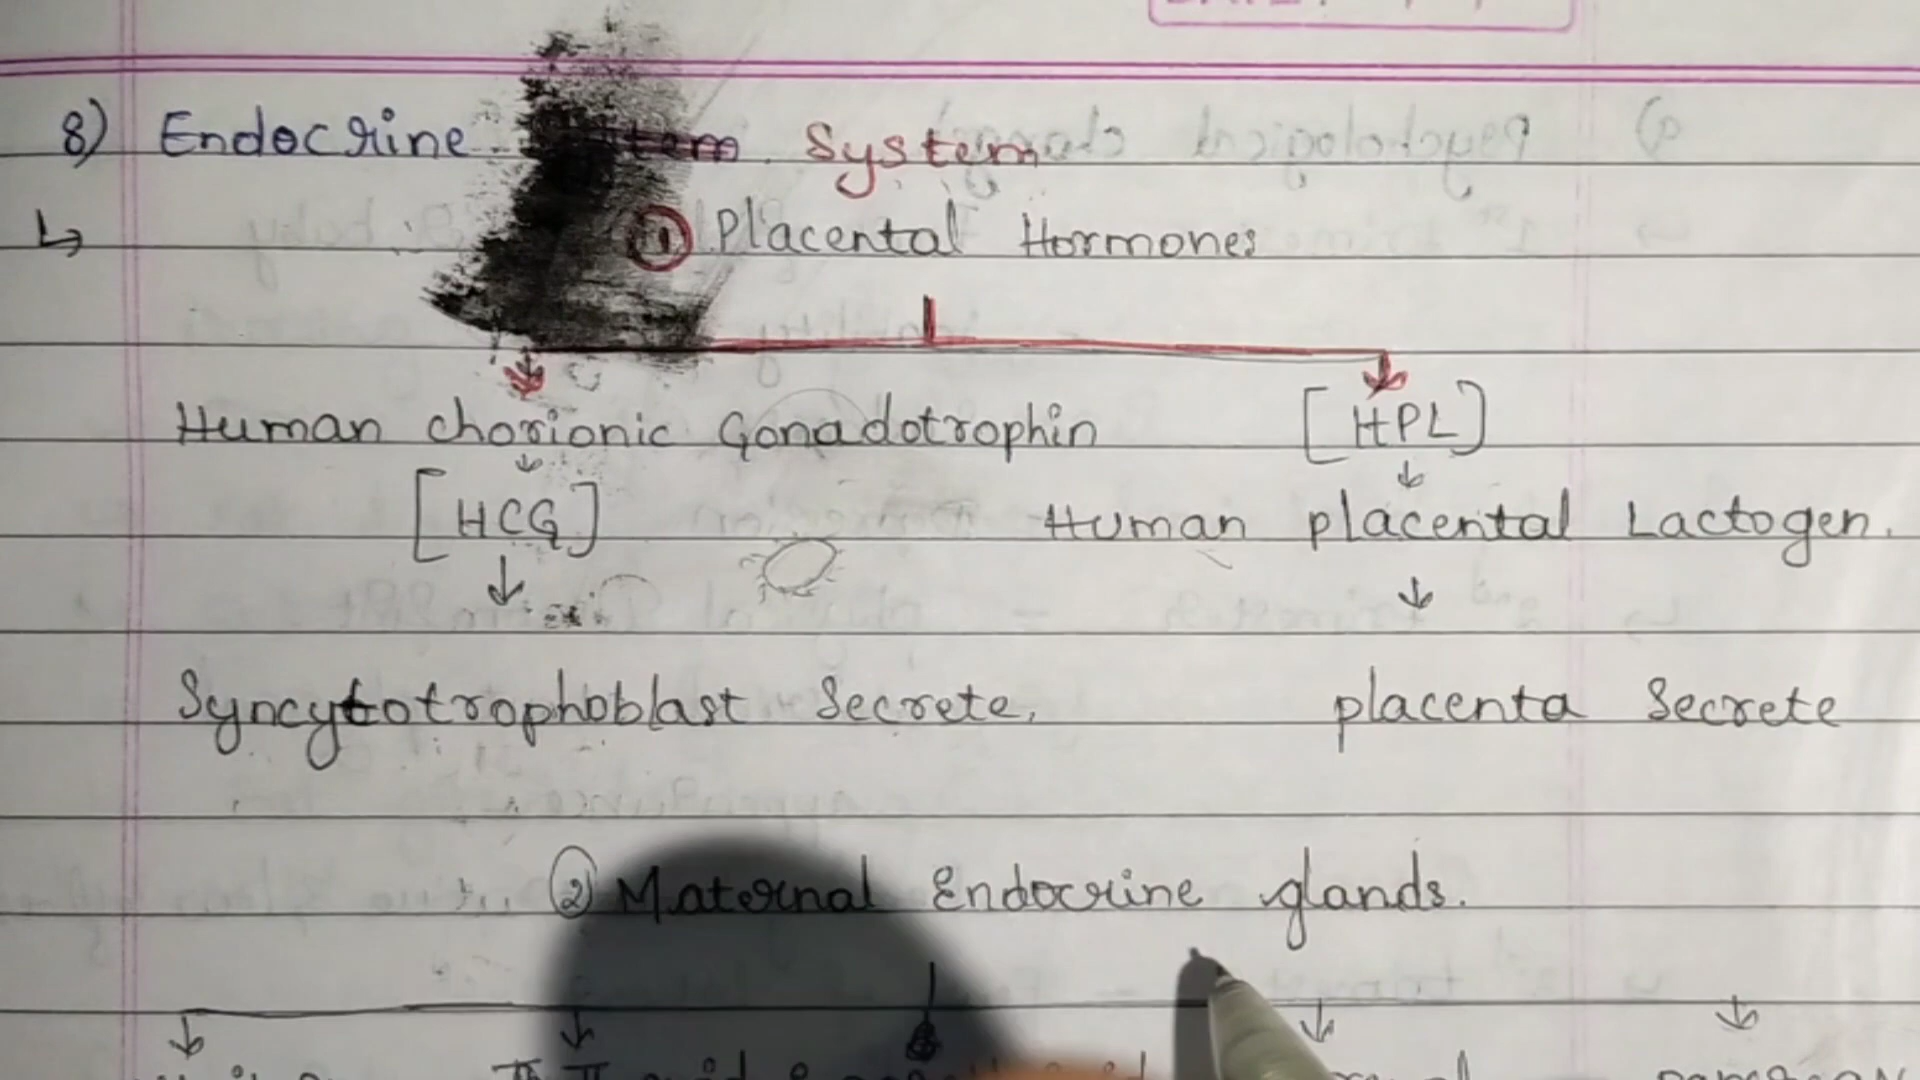 8) Endocrine System
① Placental Hormones
Human chorionic Gonadotrophin [HPL]
[HCG] Human placental Lactogen.
Syncytotrophoblast Secrete. placenta Secrete
② Maternal Endocrine glands.